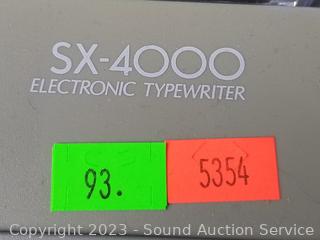 SX-4000
ELECTRONIC TYPEWRITER
93.
5354
Copyright 2023 - Sound Auction Service